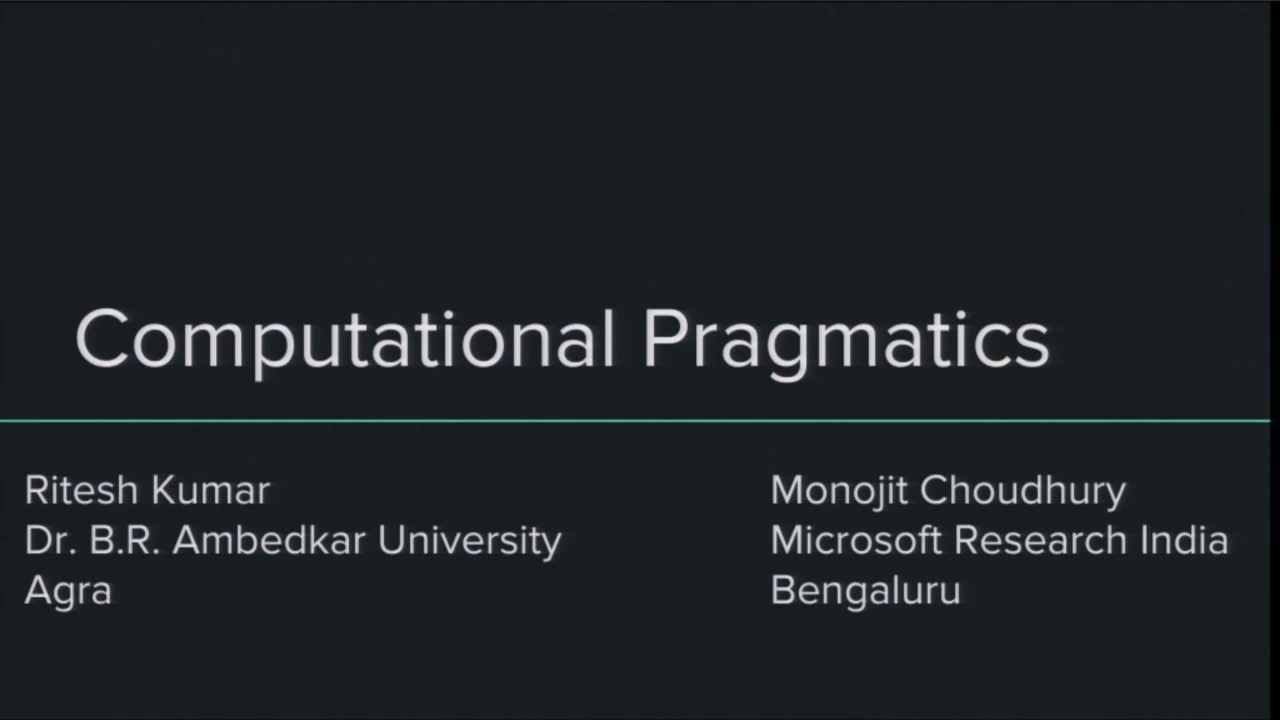 Computational Pragmatics
Ritesh Kumar
Dr. B.R. Ambedkar University
Agra
Monojit Choudhury
Microsoft Research India
Bengaluru